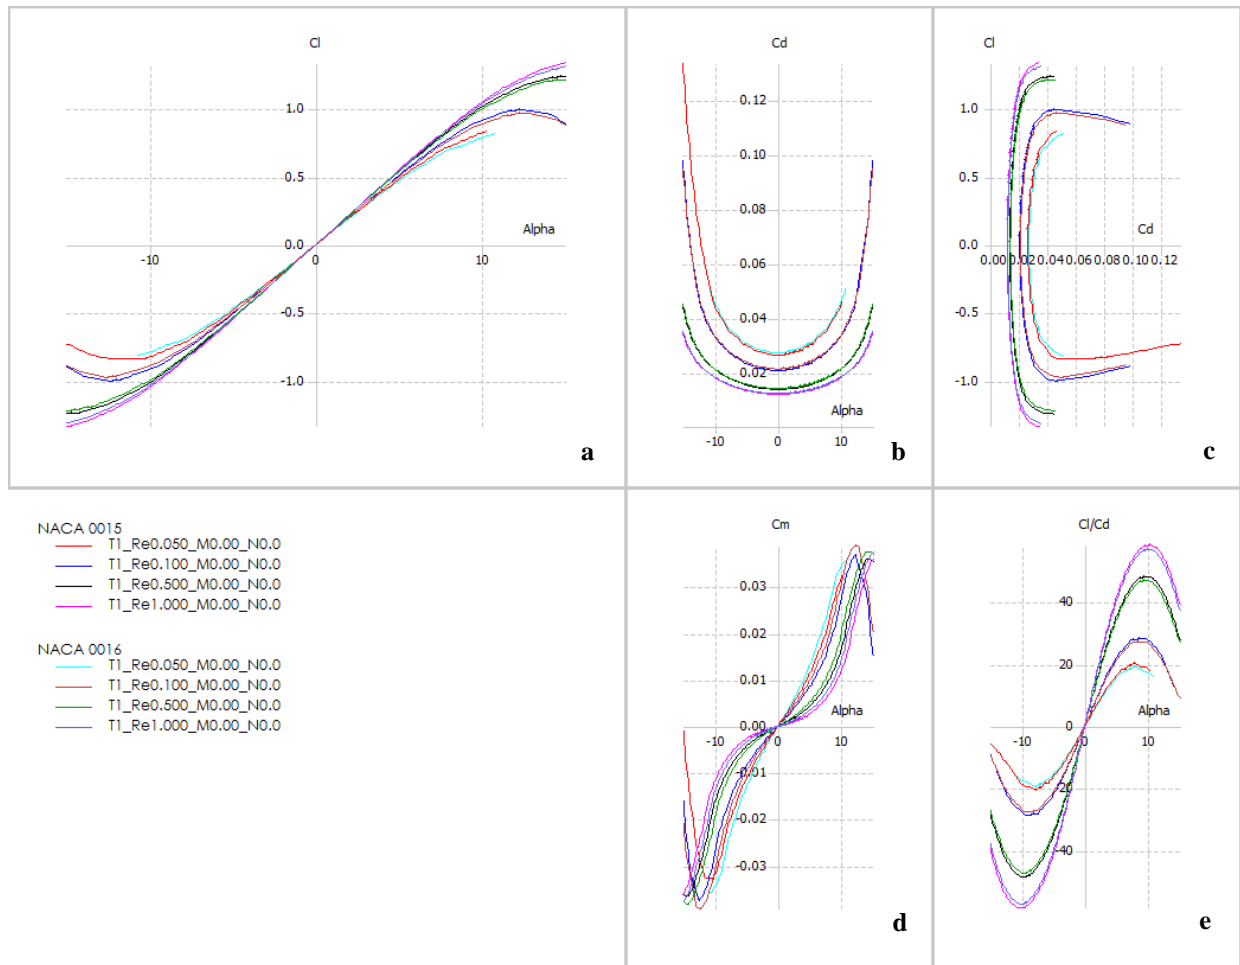 Cl
1.0
0.5
0.0
Alpha
-10
10
-0.5
-1.0
a
Cd
0.12
0.10
0.08
0.06
0.04
0.02
Alpha
-10
0
10
b
Cl
1.0
0.5
0.0
Cd
0.00 0.02 0.04 0.06 0.08 0.10 0.12
-0.5
-1.0
c
NACA 0015
T1_Re0.050_M0.00_N0.0
T1_Re0.100_M0.00_N0.0
T1_Re0.500_M0.00_N0.0
T1_Re1.000_M0.00_N0.0
NACA 0016
T1_Re0.050_M0.00_N0.0
T1_Re0.100_M0.00_N0.0
T1_Re0.500_M0.00_N0.0
T1_Re1.000_M0.00_N0.0
Cm
0.03
0.02
0.01
Alpha
0.00
-10
0
10
-0.01
-0.02
-0.03
d
Cl/Cd
40
20
Alpha
0
-10
0
10
-20
-40
e